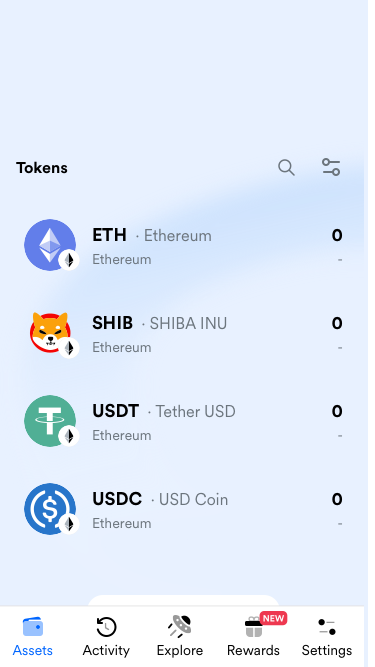 Tokens
ETH · Ethereum 0
Ethereum -
SHIB · SHIBA INU 0
Ethereum -
USDT · Tether USD 0
Ethereum -
USDC · USD Coin 0
Ethereum -
NEW
Assets Activity Explore Rewards Settings